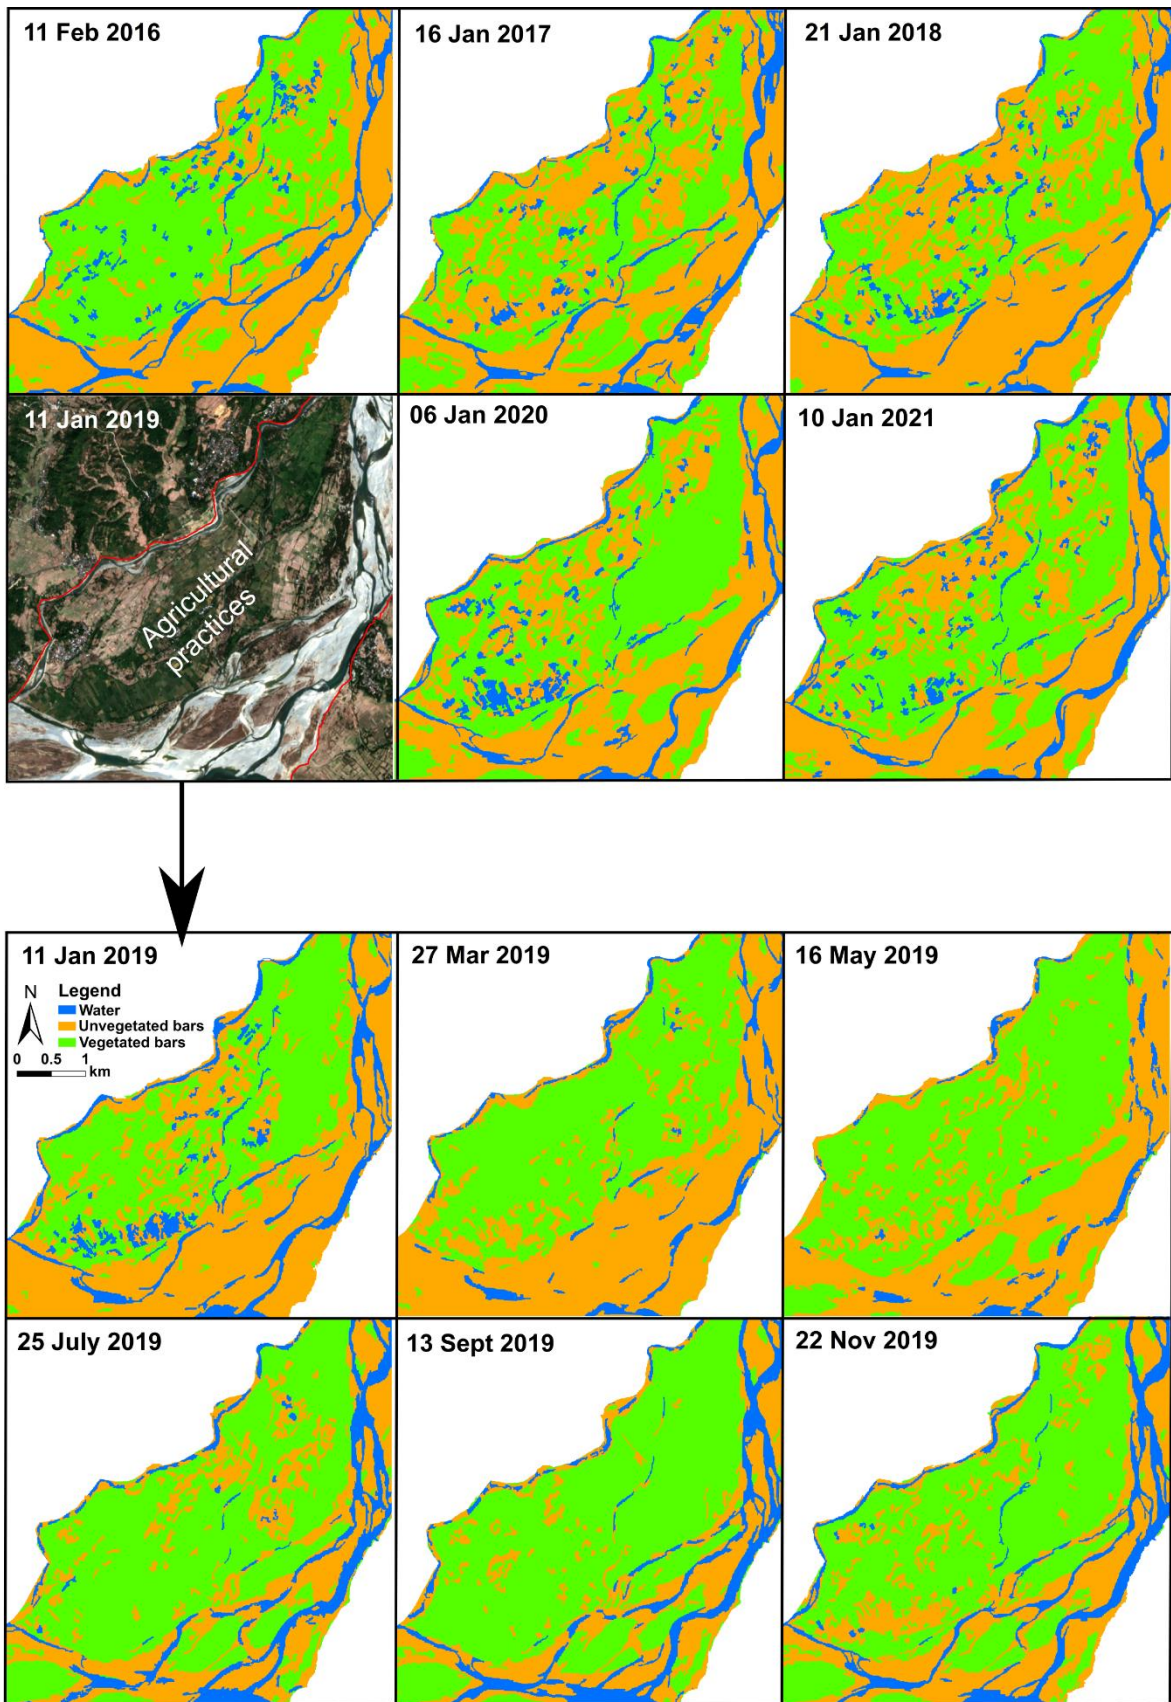 11 Feb 2016
16 Jan 2017
21 Jan 2018
11 Jan 2019
Agricultural
practices
06 Jan 2020
10 Jan 2021
11 Jan 2019
N
Legend
Water
Unvegetated bars
Vegetated bars
0 0.5 1
km
27 Mar 2019
16 May 2019
25 July 2019
13 Sept 2019
22 Nov 2019